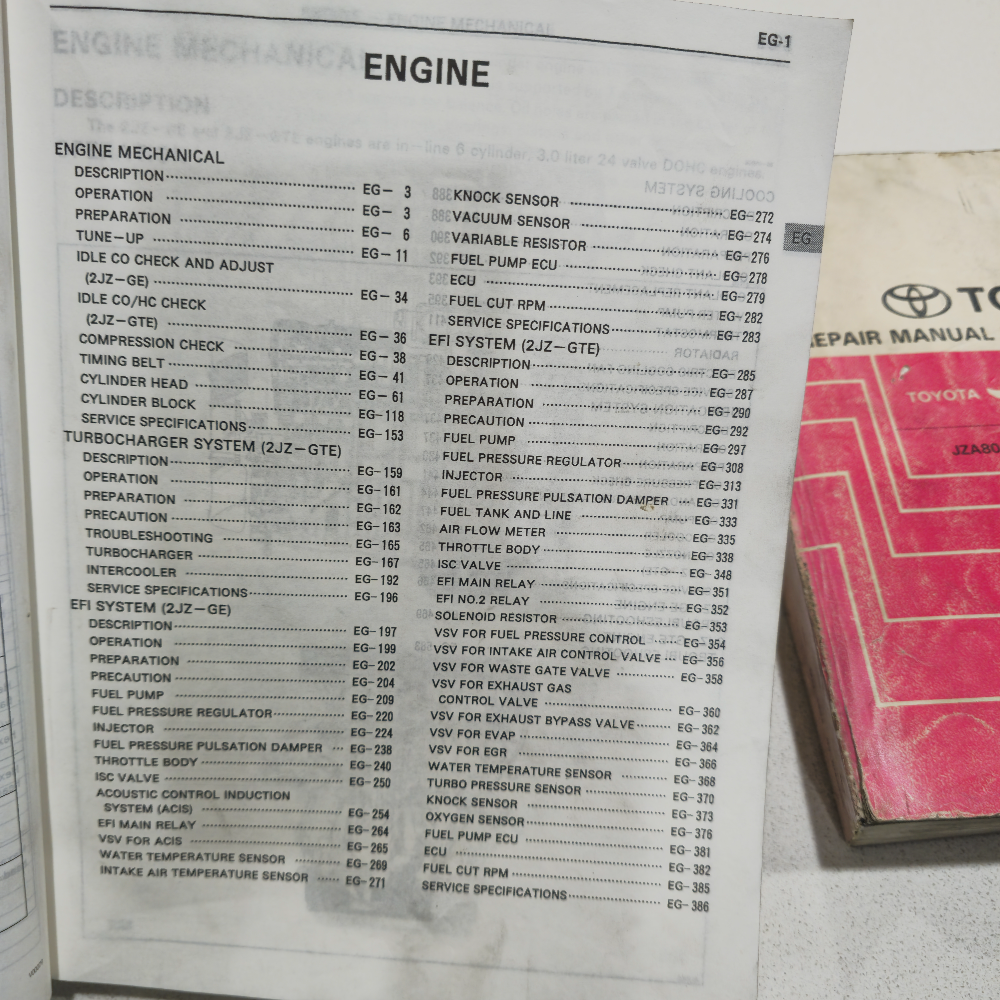 EG-1
ENGINE
ENGINE MECHANICAL
DESCRIPTION ........ EG- 3
OPERATION ........ EG- 3
PREPARATION ........ EG- 6
TUNE-UP ........ EG-11
IDLE CO CHECK AND ADJUST
(2JZ-GE) ........ EG-34
IDLE CO/HC CHECK
(2JZ-GTE) ........ EG-36
COMPRESSION CHECK ........ EG-38
TIMING BELT ........ EG-41
CYLINDER HEAD ........ EG-61
CYLINDER BLOCK ........ EG-118
SERVICE SPECIFICATIONS ........ EG-153
TURBOCHARGER SYSTEM (2JZ-GTE)
DESCRIPTION ........ EG-159
OPERATION ........ EG-161
PREPARATION ........ EG-162
PRECAUTION ........ EG-163
TROUBLESHOOTING ........ EG-165
TURBOCHARGER ........ EG-167
INTERCOOLER ........ EG-192
SERVICE SPECIFICATIONS ........ EG-196
EFI SYSTEM (2JZ-GE)
DESCRIPTION ........ EG-197
OPERATION ........ EG-199
PREPARATION ........ EG-202
PRECAUTION ........ EG-204
FUEL PUMP ........ EG-209
FUEL PRESSURE REGULATOR ........ EG-220
INJECTOR ........ EG-224
FUEL PRESSURE PULSATION DAMPER ... EG-238
THROTTLE BODY ........ EG-240
ISC VALVE ........ EG-250
ACOUSTIC CONTROL INDUCTION
SYSTEM (ACIS) ........ EG-254
EFI MAIN RELAY ........ EG-264
VSV FOR ACIS ........ EG-265
WATER TEMPERATURE SENSOR ........ EG-269
INTAKE AIR TEMPERATURE SENSOR ...... EG-271
KNOCK SENSOR ........ EG-272
VACUUM SENSOR ........ EG-274
VARIABLE RESISTOR ........ EG-276
FUEL PUMP ECU ........ EG-278
ECU ........ EG-279
FUEL CUT RPM ........ EG-282
SERVICE SPECIFICATIONS ........ EG-283
EFI SYSTEM (2JZ-GTE)
DESCRIPTION ........ EG-285
OPERATION ........ EG-287
PREPARATION ........ EG-290
PRECAUTION ........ EG-292
FUEL PUMP ........ EG-297
FUEL PRESSURE REGULATOR ........ EG-308
INJECTOR ........ EG-313
FUEL PRESSURE PULSATION DAMPER ... EG-331
FUEL TANK AND LINE ........ EG-333
AIR FLOW METER ........ EG-335
THROTTLE BODY ........ EG-338
ISC VALVE ........ EG-348
EFI MAIN RELAY ........ EG-351
EFI NO.2 RELAY ........ EG-352
SOLENOID RESISTOR ........ EG-353
VSV FOR FUEL PRESSURE CONTROL ...... EG-354
VSV FOR INTAKE AIR CONTROL VALVE ... EG-356
VSV FOR WASTE GATE VALVE ........ EG-358
VSV FOR EXHAUST GAS
CONTROL VALVE ........ EG-360
VSV FOR EXHAUST BYPASS VALVE ........ EG-362
VSV FOR EVAP ........ EG-364
VSV FOR EGR ........ EG-366
WATER TEMPERATURE SENSOR ........ EG-368
TURBO PRESSURE SENSOR ........ EG-370
KNOCK SENSOR ........ EG-373
OXYGEN SENSOR ........ EG-376
FUEL PUMP ECU ........ EG-381
ECU ........ EG-382
FUEL CUT RPM ........ EG-385
SERVICE SPECIFICATIONS ........ EG-386
EG
TO
EPAIR MANUAL
TOYOTA
JZA80